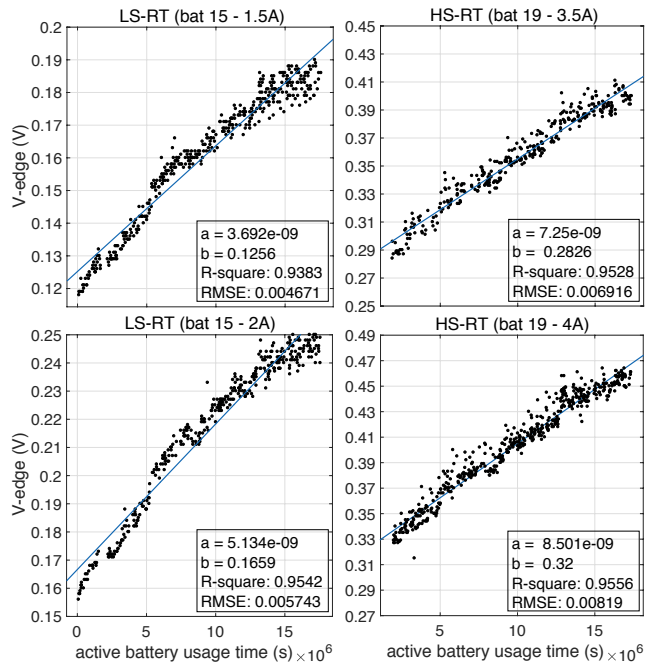 LS-RT (bat 15 - 1.5A)
V-edge (V)
0.2
0.19
0.18
0.17
0.16
0.15
0.14
0.13
0.12
a = 3.692e-09
b = 0.1256
R-square: 0.9383
RMSE: 0.004671
0 5 10 15
×10⁶
HS-RT (bat 19 - 3.5A)
0.45
0.43
0.41
0.39
0.37
0.35
0.33
0.31
0.29
0.27
0.25
a = 7.25e-09
b = 0.2826
R-square: 0.9528
RMSE: 0.006916
5 10 15
×10⁶
LS-RT (bat 15 - 2A)
V-edge (V)
0.25
0.24
0.23
0.22
0.21
0.2
0.19
0.18
0.17
0.16
0.15
a = 5.134e-09
b = 0.1659
R-square: 0.9542
RMSE: 0.005743
0 5 10 15
active battery usage time (s) ×10⁶
HS-RT (bat 19 - 4A)
0.49
0.47
0.45
0.43
0.41
0.39
0.37
0.35
0.33
0.31
0.29
0.27
a = 8.501e-09
b = 0.32
R-square: 0.9556
RMSE: 0.00819
5 10 15
active battery usage time (s) ×10⁶